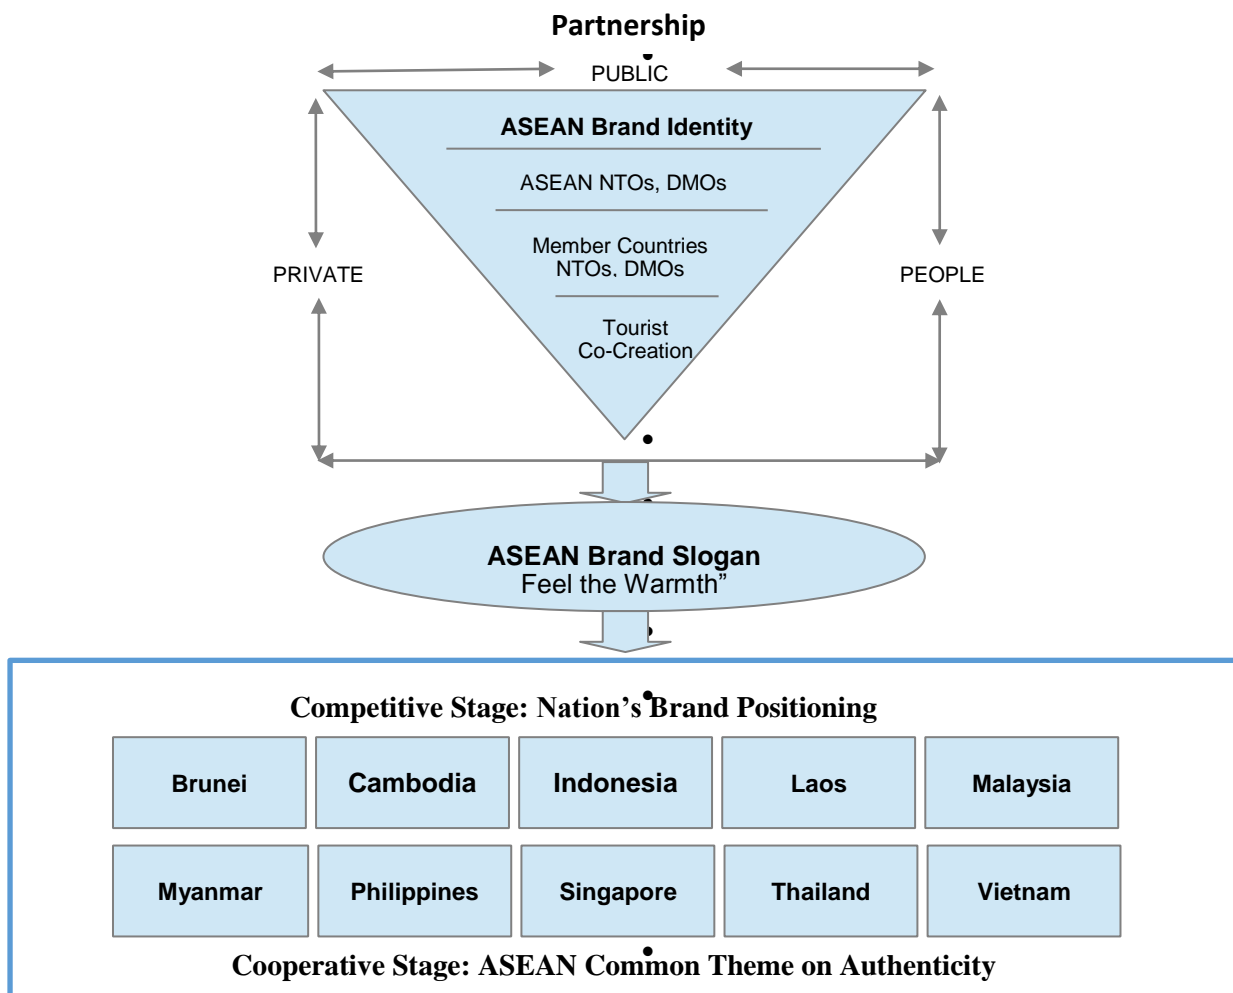 Partnership
PUBLIC
ASEAN Brand Identity
ASEAN NTOs, DMOs
Member Countries
NTOs, DMOs
PRIVATE
PEOPLE
Tourist
Co-Creation
ASEAN Brand Slogan
Feel the Warmth”
Competitive Stage: Nation’s Brand Positioning
Brunei
Cambodia
Indonesia
Laos
Malaysia
Myanmar
Philippines
Singapore
Thailand
Vietnam
Cooperative Stage: ASEAN Common Theme on Authenticity